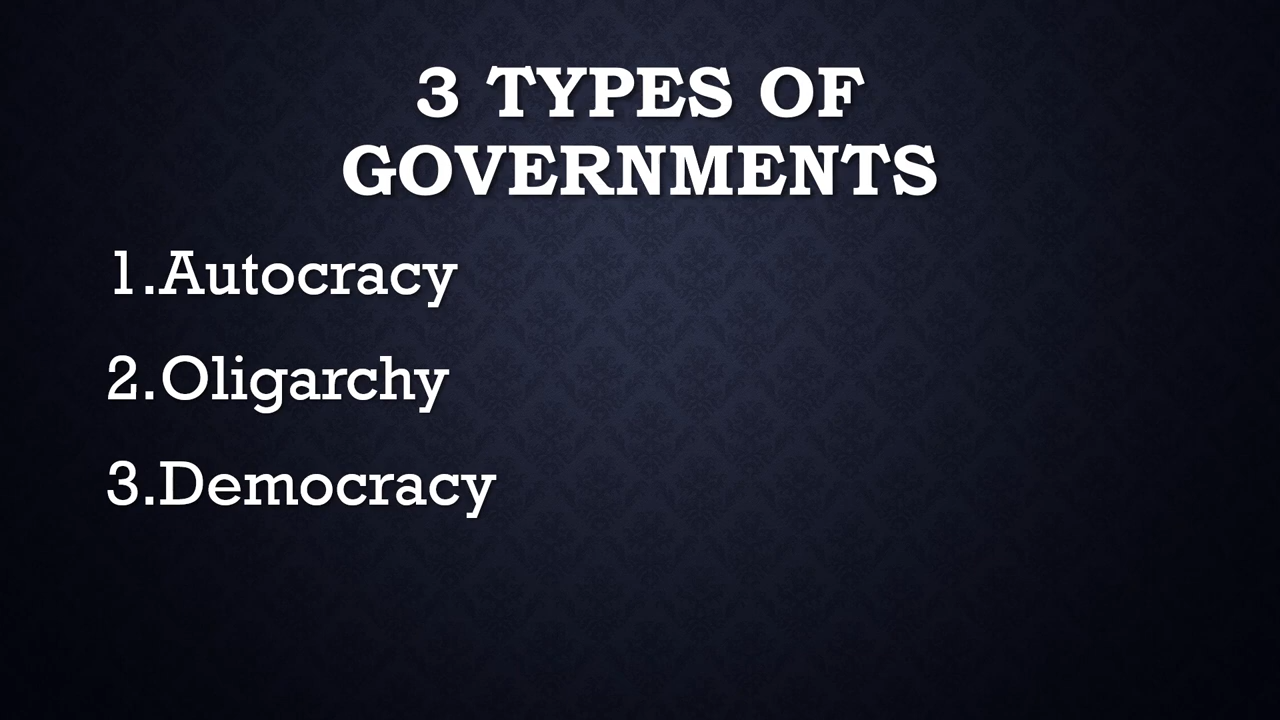 3 TYPES OF
GOVERNMENTS
1.Autocracy
2.Oligarchy
3.Democracy